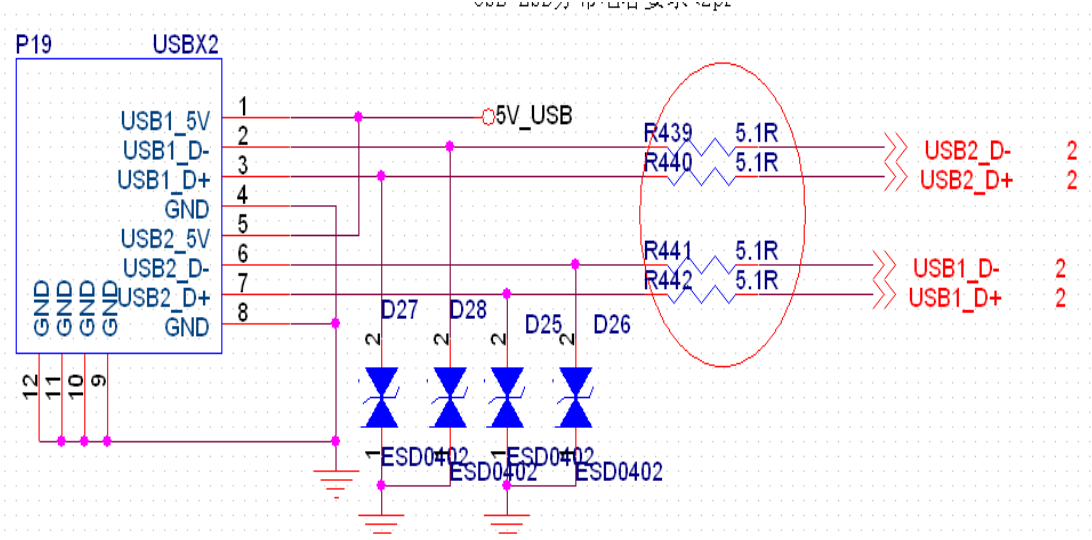 P19 USBX2
USB1_5V 1 5V_USB
USB1_D- 2 R439 5.1R USB2_D- 2
USB1_D+ 3 R440 5.1R USB2_D+ 2
GND 4
USB2_5V 5
USB2_D- 6 R441 5.1R USB1_D- 2
USB2_D+ 7 R442 5.1R USB1_D+ 2
GND 8
GND GND GND GND
12 11 10 9
D27 D28 D25 D26
2 2 2 2
1 1 1 1
ESD0402 ESD0402
ESD0402 ESD0402